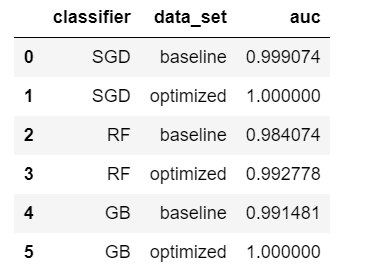 classifier data_set auc
0 SGD baseline 0.999074
1 SGD optimized 1.000000
2 RF baseline 0.984074
3 RF optimized 0.992778
4 GB baseline 0.991481
5 GB optimized 1.000000